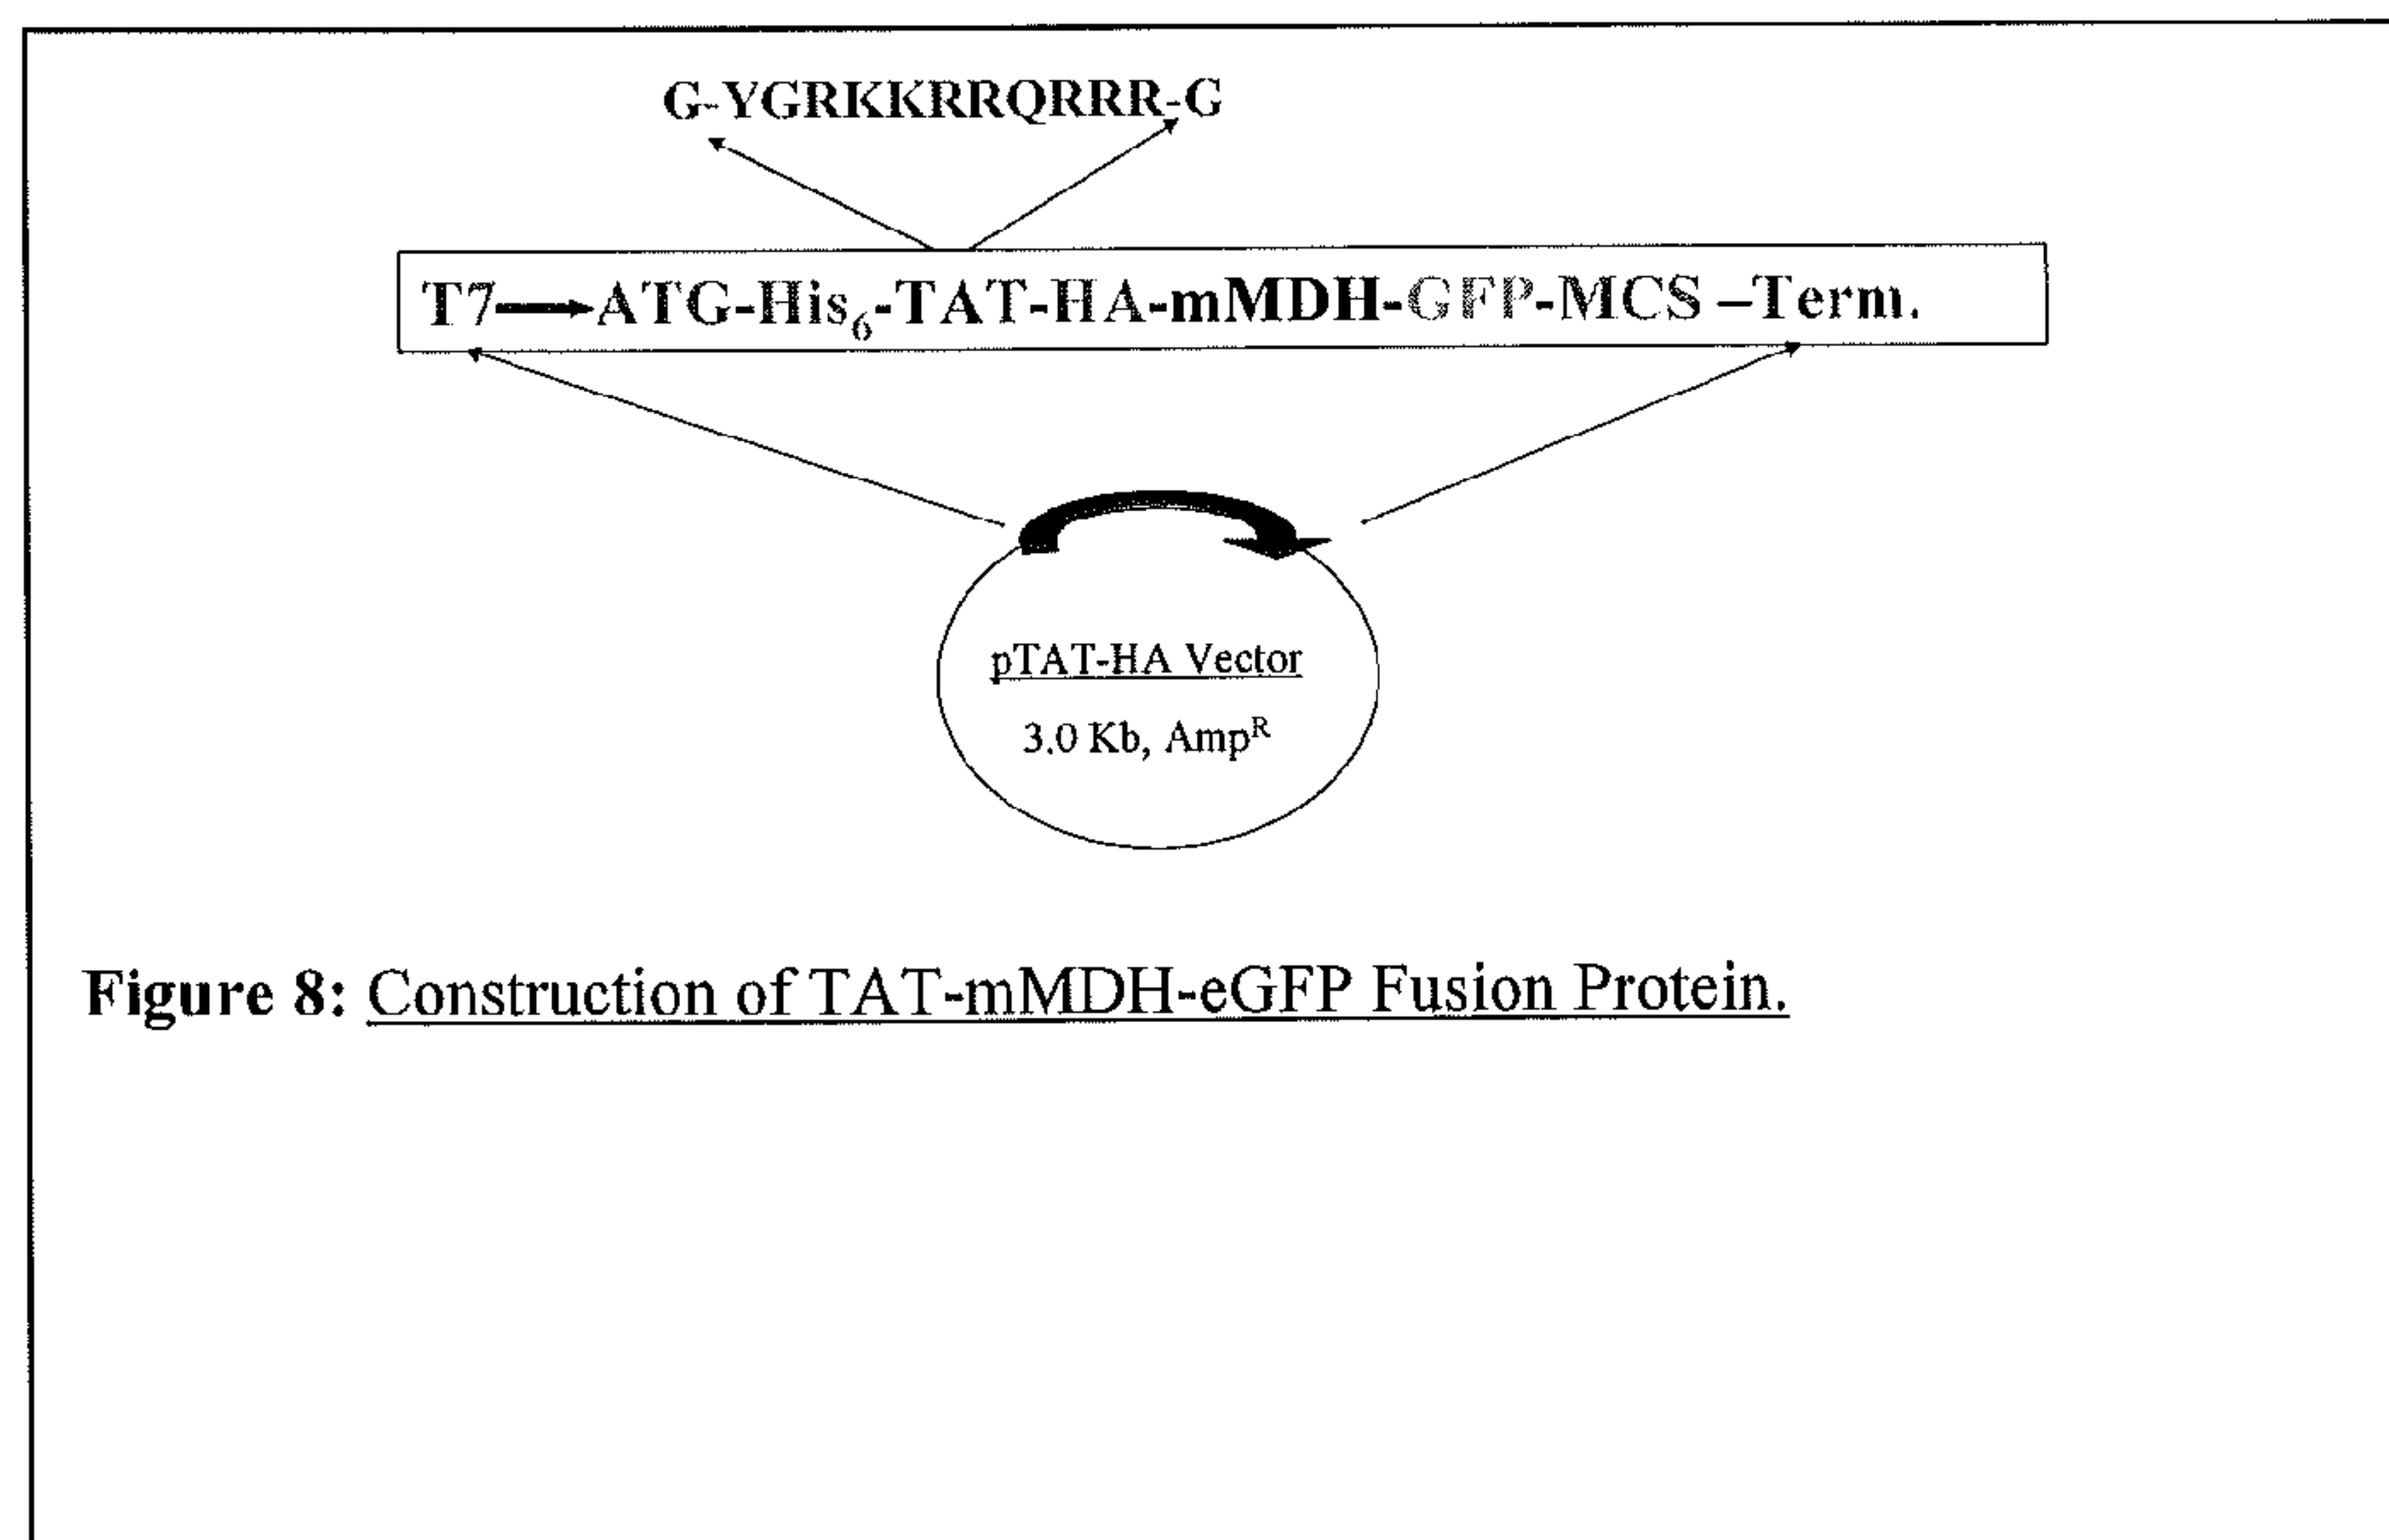 G-YGRKKRRQRRR-G
T7→ATG-His₆-TAT-HA-mMDH-GFP-MCS –Term.
pTAT-HA Vector
3.0 Kb, Ampᴿ
Figure 8: Construction of TAT-mMDH-eGFP Fusion Protein.